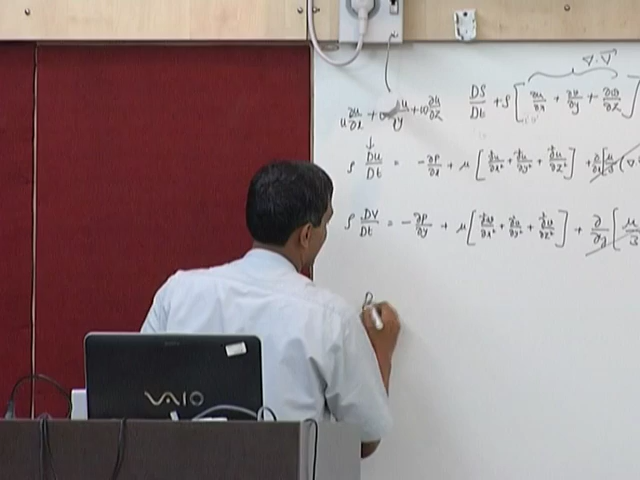 ∇·V̄
u ∂u/∂x + ∂u/∂y + w ∂u/∂z    Dρ/Dt + ρ [ ∂u/∂x + ∂v/∂y + ∂w/∂z ]
↓
ρ Du/Dt = -∂p/∂x + μ [ ∂²u/∂x² + ∂²u/∂y² + ∂²u/∂z² ] + ∂/∂x [ μ/3 (∇·
ρ DV/Dt = -∂p/∂y + μ [ ∂²v/∂x² + ∂²v/∂y² + ∂²v/∂z² ] + ∂/∂y [ μ/3
VAIO